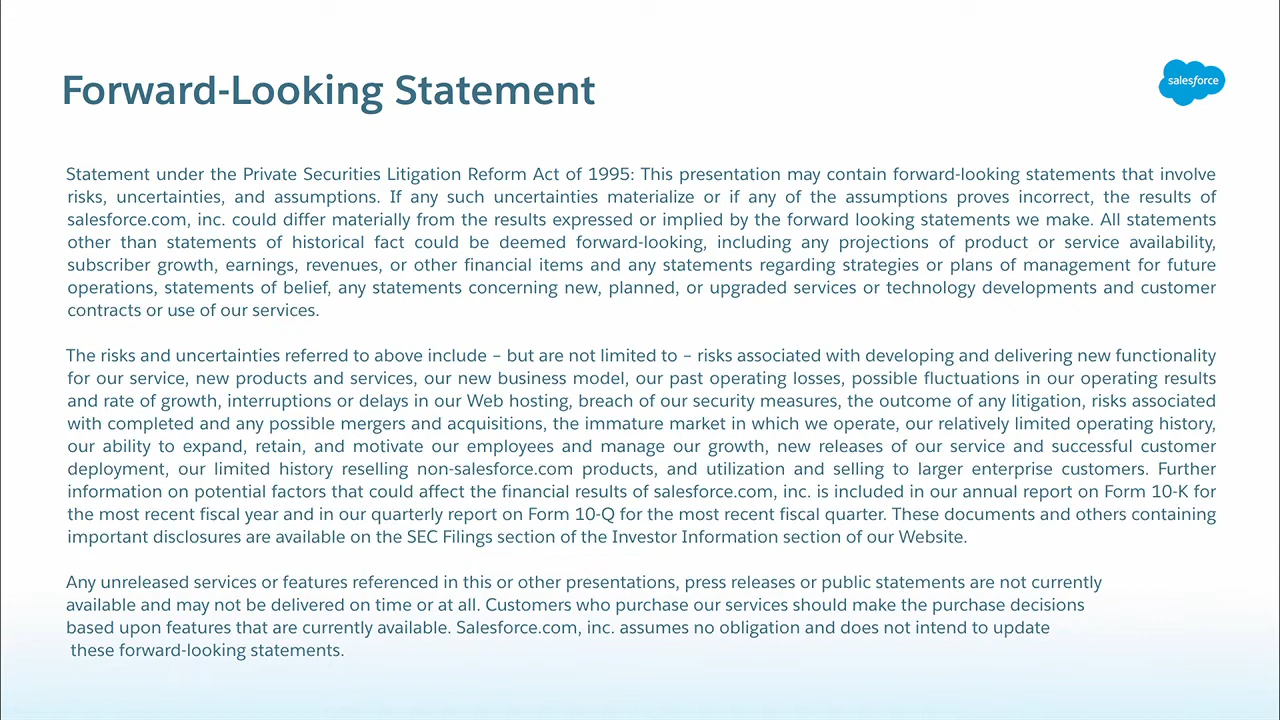 Forward-Looking Statement
salesforce
Statement under the Private Securities Litigation Reform Act of 1995: This presentation may contain forward-looking statements that involve
risks, uncertainties, and assumptions. If any such uncertainties materialize or if any of the assumptions proves incorrect, the results of
salesforce.com, inc. could differ materially from the results expressed or implied by the forward looking statements we make. All statements
other than statements of historical fact could be deemed forward-looking, including any projections of product or service availability,
subscriber growth, earnings, revenues, or other financial items and any statements regarding strategies or plans of management for future
operations, statements of belief, any statements concerning new, planned, or upgraded services or technology developments and customer
contracts or use of our services.
The risks and uncertainties referred to above include – but are not limited to – risks associated with developing and delivering new functionality
for our service, new products and services, our new business model, our past operating losses, possible fluctuations in our operating results
and rate of growth, interruptions or delays in our Web hosting, breach of our security measures, the outcome of any litigation, risks associated
with completed and any possible mergers and acquisitions, the immature market in which we operate, our relatively limited operating history,
our ability to expand, retain, and motivate our employees and manage our growth, new releases of our service and successful customer
deployment, our limited history reselling non-salesforce.com products, and utilization and selling to larger enterprise customers. Further
information on potential factors that could affect the financial results of salesforce.com, inc. is included in our annual report on Form 10-K for
the most recent fiscal year and in our quarterly report on Form 10-Q for the most recent fiscal quarter. These documents and others containing
important disclosures are available on the SEC Filings section of the Investor Information section of our Website.
Any unreleased services or features referenced in this or other presentations, press releases or public statements are not currently
available and may not be delivered on time or at all. Customers who purchase our services should make the purchase decisions
based upon features that are currently available. Salesforce.com, inc. assumes no obligation and does not intend to update
these forward-looking statements.